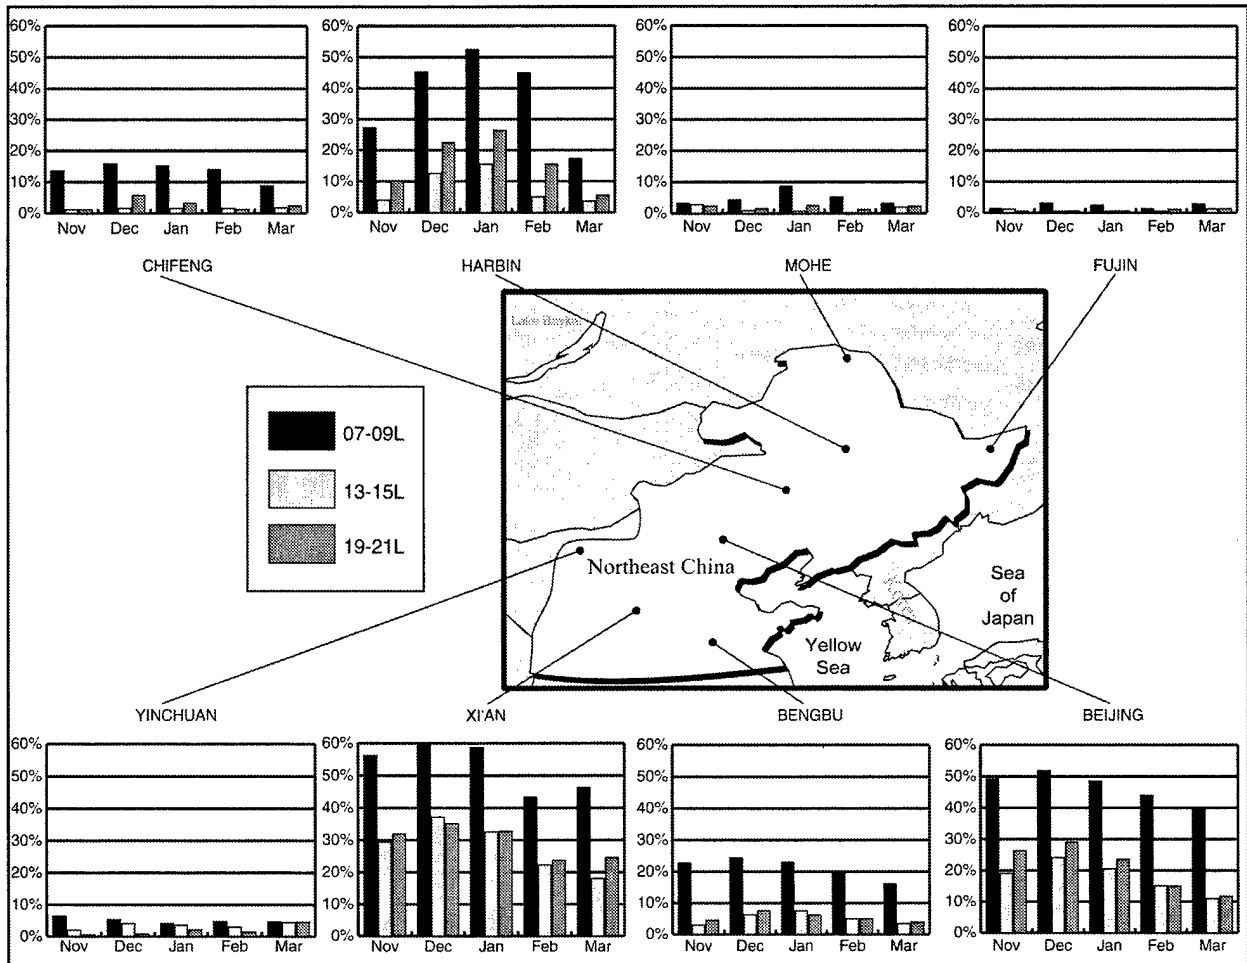 60%
50%
40%
30%
20%
10%
0%
Nov Dec Jan Feb Mar
60%
50%
40%
30%
20%
10%
0%
Nov Dec Jan Feb Mar
60%
50%
40%
30%
20%
10%
0%
Nov Dec Jan Feb Mar
60%
50%
40%
30%
20%
10%
0%
Nov Dec Jan Feb Mar
CHIFENG HARBIN MOHE FUJIN
07-09L
13-15L
19-21L
Lake
Northeast China
Sea
of
Japan
Yellow
Sea
YINCHUAN XI'AN BENGBU BEIJING
60%
50%
40%
30%
20%
10%
0%
Nov Dec Jan Feb Mar
60%
50%
40%
30%
20%
10%
0%
Nov Dec Jan Feb Mar
60%
50%
40%
30%
20%
10%
0%
Nov Dec Jan Feb Mar
60%
50%
40%
30%
20%
10%
0%
Nov Dec Jan Feb Mar